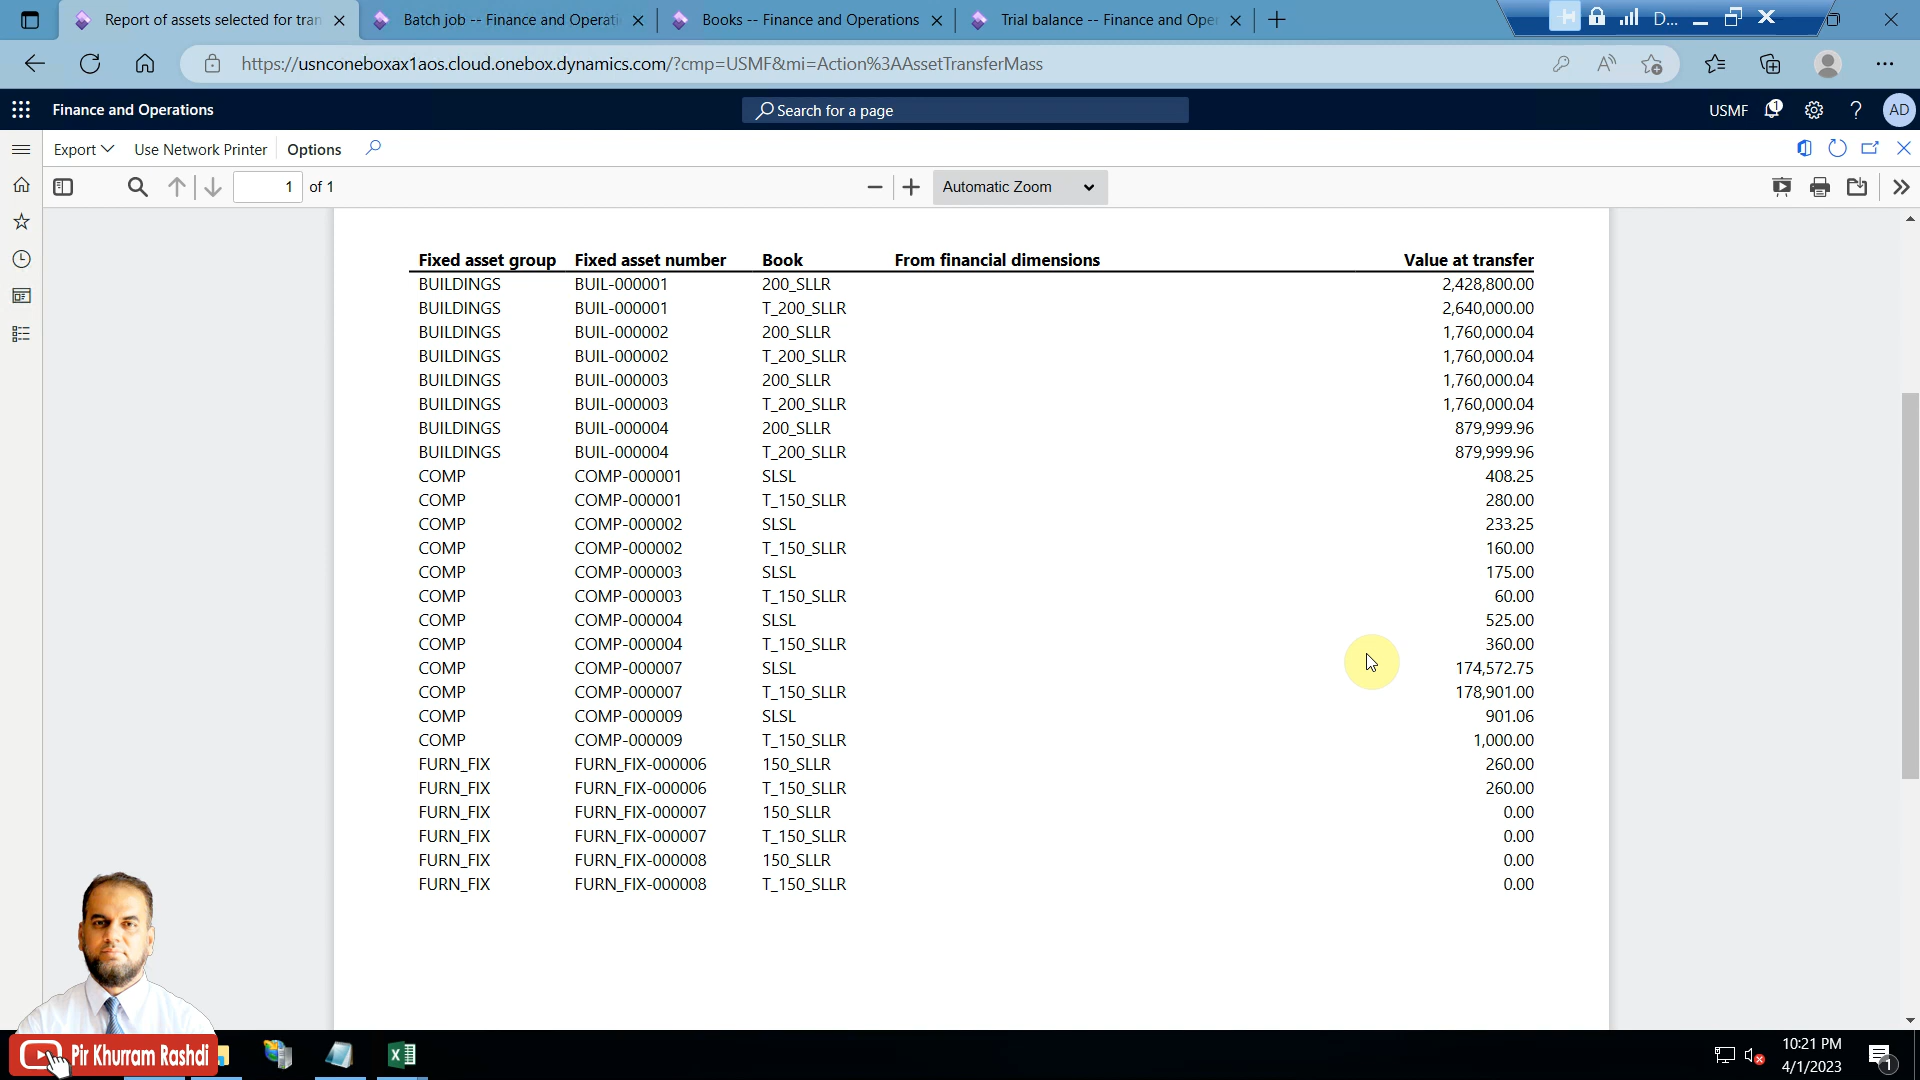 Report of assets selected for tran
Batch job -- Finance and Operati
Books -- Finance and Operations
Trial balance -- Finance and Oper
D...
https://usnconeboxax1aos.cloud.onebox.dynamics.com/?cmp=USMF&mi=Action%3AAssetTransferMass
Finance and Operations
Search for a page
USMF
1
?
AD
Export
Use Network Printer
Options
1 of 1
Automatic Zoom
Fixed asset group Fixed asset number Book From financial dimensions Value at transfer
BUILDINGS BUIL-000001 200_SLLR 2,428,800.00
BUILDINGS BUIL-000001 T_200_SLLR 2,640,000.00
BUILDINGS BUIL-000002 200_SLLR 1,760,000.04
BUILDINGS BUIL-000002 T_200_SLLR 1,760,000.04
BUILDINGS BUIL-000003 200_SLLR 1,760,000.04
BUILDINGS BUIL-000003 T_200_SLLR 1,760,000.04
BUILDINGS BUIL-000004 200_SLLR 879,999.96
BUILDINGS BUIL-000004 T_200_SLLR 879,999.96
COMP COMP-000001 SLSL 408.25
COMP COMP-000001 T_150_SLLR 280.00
COMP COMP-000002 SLSL 233.25
COMP COMP-000002 T_150_SLLR 160.00
COMP COMP-000003 SLSL 175.00
COMP COMP-000003 T_150_SLLR 60.00
COMP COMP-000004 SLSL 525.00
COMP COMP-000004 T_150_SLLR 360.00
COMP COMP-000007 SLSL 174,572.75
COMP COMP-000007 T_150_SLLR 178,901.00
COMP COMP-000009 SLSL 901.06
COMP COMP-000009 T_150_SLLR 1,000.00
FURN_FIX FURN_FIX-000006 150_SLLR 260.00
FURN_FIX FURN_FIX-000006 T_150_SLLR 260.00
FURN_FIX FURN_FIX-000007 150_SLLR 0.00
FURN_FIX FURN_FIX-000007 T_150_SLLR 0.00
FURN_FIX FURN_FIX-000008 150_SLLR 0.00
FURN_FIX FURN_FIX-000008 T_150_SLLR 0.00
Pir Khurram Rashdi
10:21 PM
4/1/2023
1